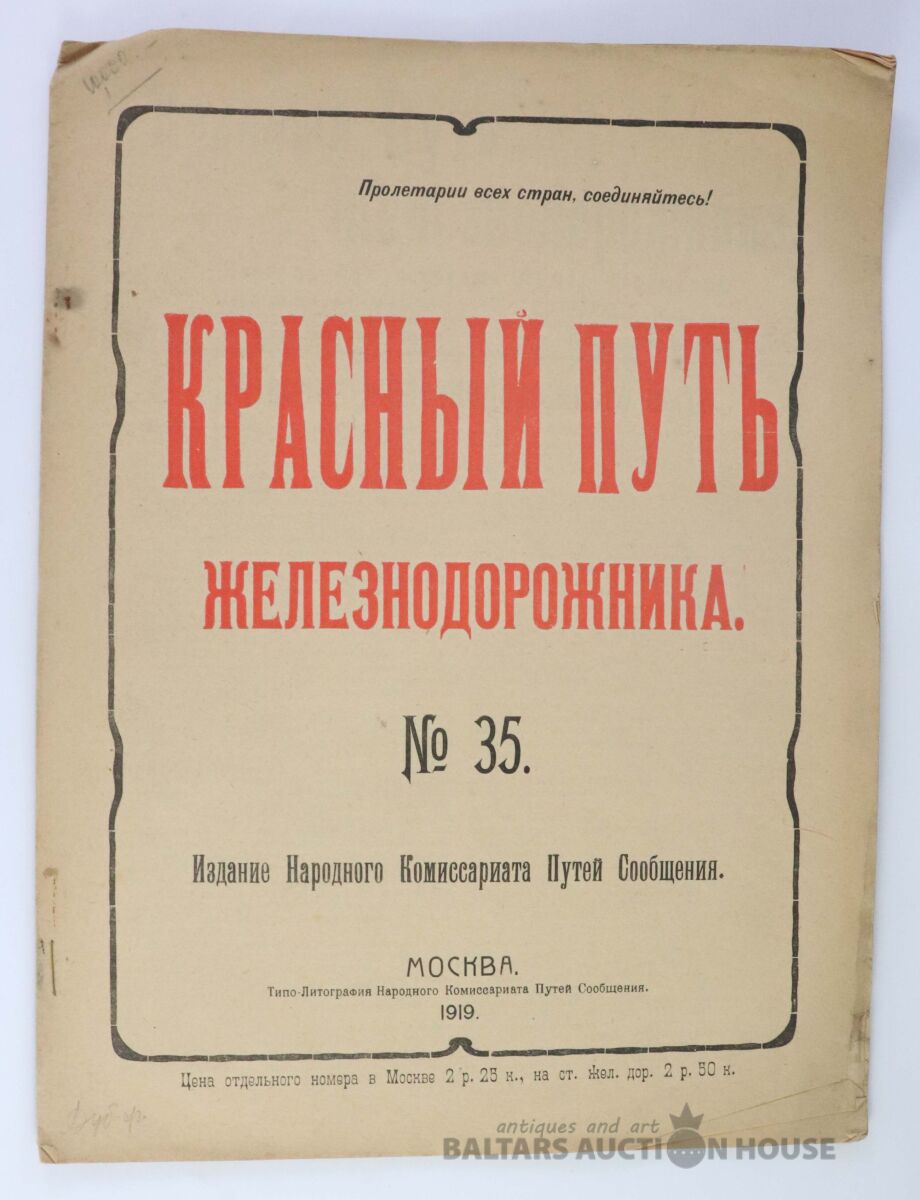 10000
1
Пролетарии всех стран, соединяйтесь!
КРАСНЫЙ ПУТЬ
ЖЕЛЕЗНОДОРОЖНИКА.
№ 35.
Издание Народного Комиссариата Путей Сообщения.
МОСКВА.
Типо-Литография Народного Комиссариата Путей Сообщения.
1919.
Цена отдельного номера в Москве 2 р. 25 к., на ст. жел. дор. 2 р. 50 к.
antiques and art
BALTARS AUCTION HOUSE